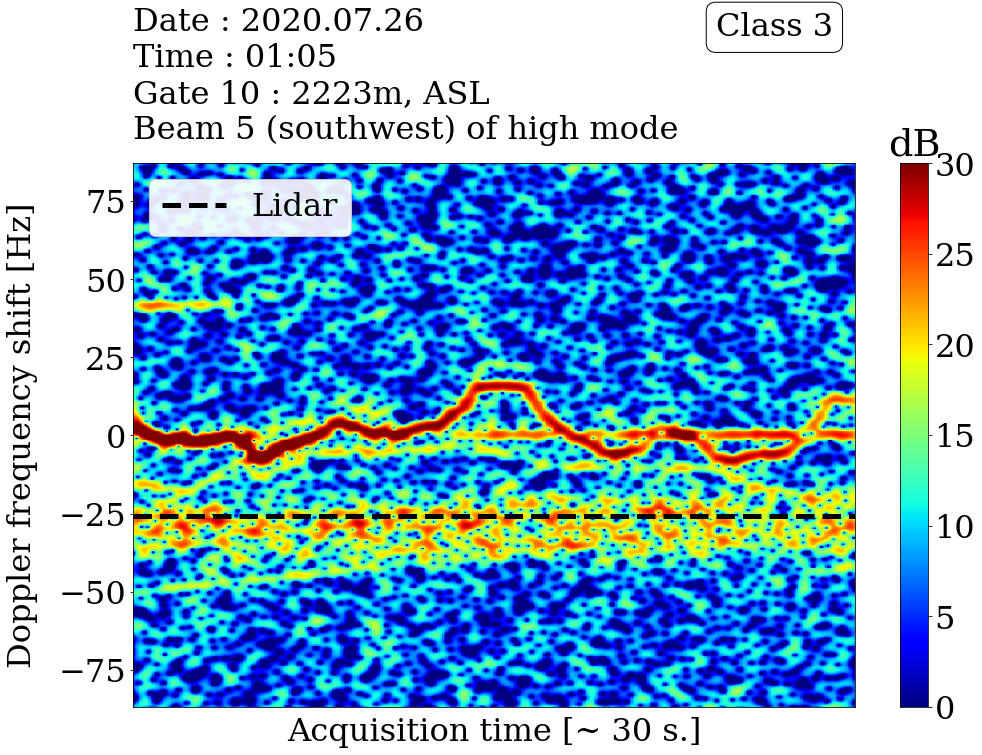 Date : 2020.07.26
Class 3
Time : 01:05
Gate 10 : 2223m, ASL
Beam 5 (southwest) of high mode
dB
Lidar
Doppler frequency shift [Hz]
75
50
25
0
−25
−50
−75
30
25
20
15
10
5
0
Acquisition time [~ 30 s.]